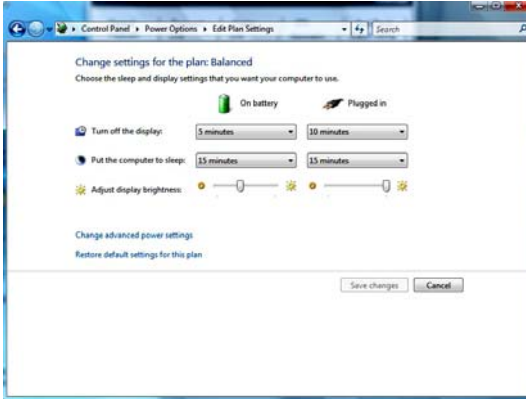 Control Panel ▸ Power Options ▸ Edit Plan Settings
Search
Change settings for the plan: Balanced
Choose the sleep and display settings that you want your computer to use.
On battery Plugged in
Turn off the display: 5 minutes 10 minutes
Put the computer to sleep: 15 minutes 15 minutes
Adjust display brightness:
Change advanced power settings
Restore default settings for this plan
Save changes Cancel